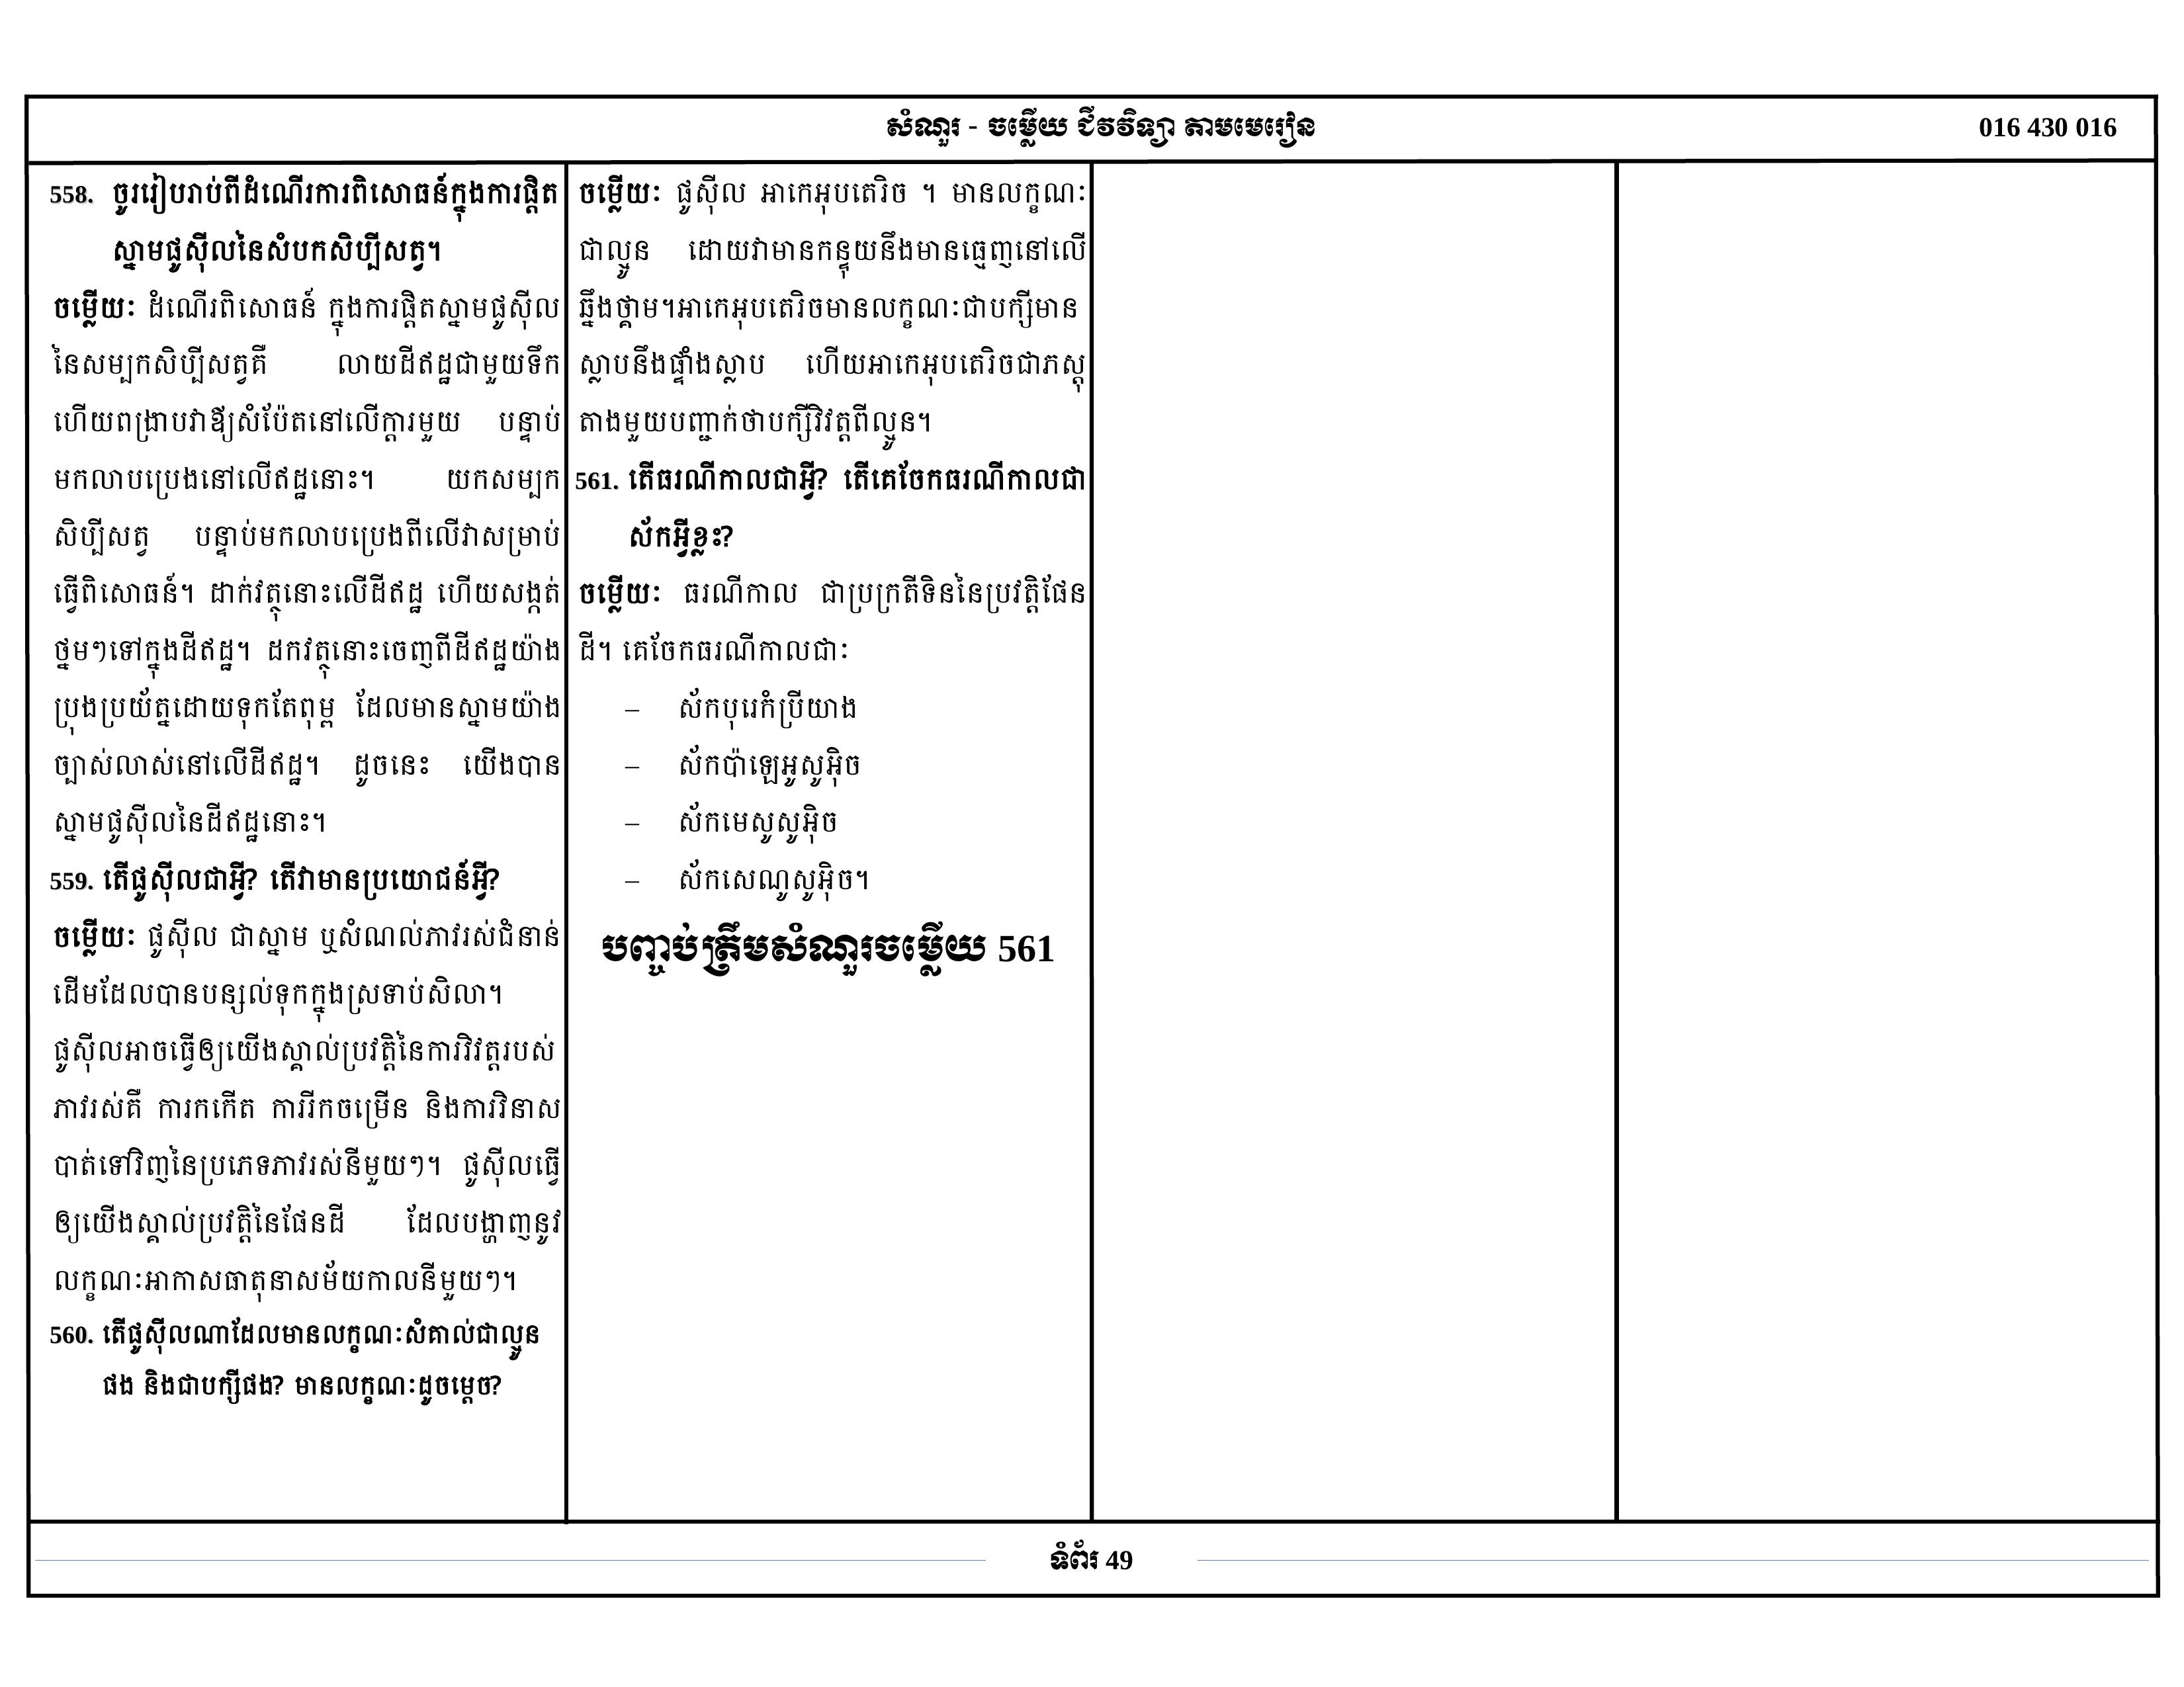 សំណួរ - ចម្លើយ ជីវវិទ្យា តាមមេរៀន
016 430 016
558. ចូររៀបរាប់ពីដំណើរការពិសោធន៍ក្នុងការផ្តិត
ស្នាមផូស៊ីលនៃសំបកសិប្បីសត្វ។
ចម្លើយៈ ដំណើរពិសោធន៍ ក្នុងការផ្តិតស្នាមផូស៊ីល
នៃសម្បកសិប្បីសត្វគឺ លាយដីឥដ្ឋជាមួយទឹក
ហើយពង្រាបវាឪ្យសំប៉ែតនៅលើក្តារមួយ បន្ទាប់
មកលាបប្រេងនៅលើឥដ្ឋនោះ។ យកសម្បក
សិប្បីសត្វ បន្ទាប់មកលាបប្រេងពីលើវាសម្រាប់
ធ្វើពិសោធន៍។ ដាក់វត្ថុនោះលើដីឥដ្ឋ ហើយសង្កត់
ថ្នមៗទៅក្នុងដីឥដ្ឋ។ ដកវត្ថុនោះចេញពីដីឥដ្ឋយ៉ាង
ប្រុងប្រយ័ត្នដោយទុកតែពុម្ព ដែលមានស្នាមយ៉ាង
ច្បាស់លាស់នៅលើដីឥដ្ឋ។ ដូចនេះ យើងបាន
ស្នាមផូស៊ីលនៃដីឥដ្ឋនោះ។
559. តើផូស៊ីលជាអ្វី? តើវាមានប្រយោជន៍អ្វី?
ចម្លើយៈ ផូស៊ីល ជាស្នាម ឬសំណល់ភាវរស់ជំនាន់
ដើមដែលបានបន្សល់ទុកក្នុងស្រទាប់សិលា។
ផូស៊ីលអាចធ្វើឲ្យយើងស្គាល់ប្រវត្តិនៃការវិវត្តរបស់
ភាវរស់គឺ ការកកើត ការរីកចម្រើន និងការវិនាស
បាត់ទៅវិញនៃប្រភេទភាវរស់នីមួយៗ។ ផូស៊ីលធ្វើ
ឲ្យយើងស្គាល់ប្រវត្តិនៃផែនដី ដែលបង្ហាញនូវ
លក្ខណៈអាកាសធាតុនាសម័យកាលនីមួយៗ។
560. តើផូស៊ីលណាដែលមានលក្ខណៈសំគាល់ជាល្មូន
ផង និងជាបក្សីផង? មានលក្ខណៈដូចម្តេច?
ចម្លើយៈ ផូស៊ីល អាកេអុបតេរិច ។ មានលក្ខណៈ
ជាល្មូន ដោយវាមានកន្ទុយនឹងមានធ្មេញនៅលើ
ឆ្អឹងថ្គាម។អាកេអុបតេរិចមានលក្ខណៈជាបក្សីមាន
ស្លាបនឹងផ្ទាំងស្លាប ហើយអាកេអុបតេរិចជាភស្តុ
តាងមួយបញ្ជាក់ថាបក្សីវិវត្តពីល្មូន។
561. តើធរណីកាលជាអ្វី? តើគេចែកធរណីកាលជា
ស័កអ្វីខ្លះ?
ចម្លើយៈ ធរណីកាល ជាប្រក្រតីទិននៃប្រវត្តិផែន
ដី។ គេចែកធរណីកាលជាៈ
– ស័កបុរេកំប្រីយាង
– ស័កប៉ាឡេអូសូអ៊ិច
– ស័កមេសូសូអ៊ិច
– ស័កសេណូសូអ៊ិច។
បញ្ចប់ត្រឹមសំណួរចម្លើយ 561
ទំព័រ 49